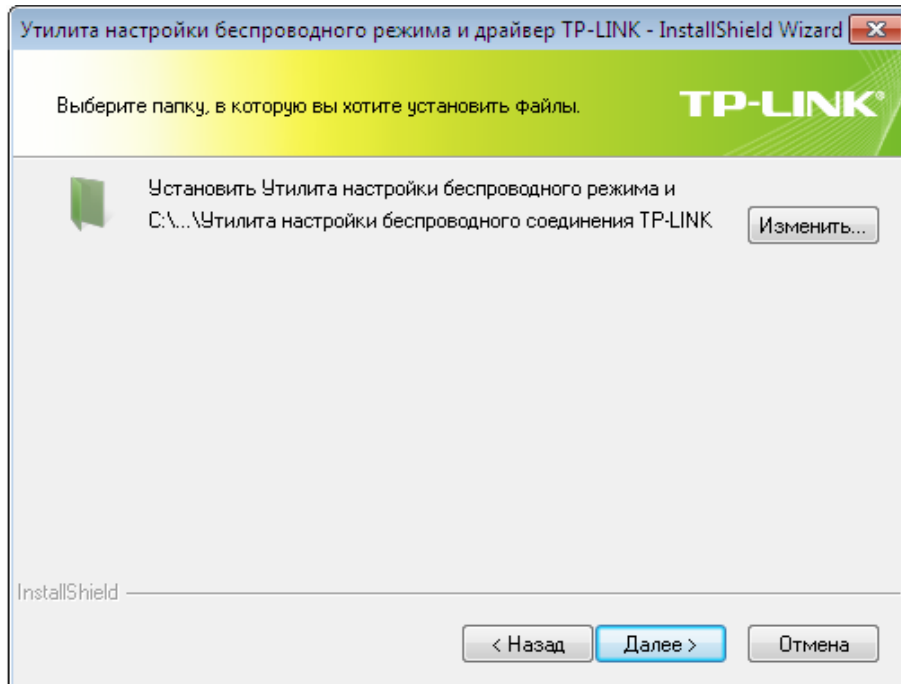 Утилита настройки беспроводного режима и драйвер TP-LINK - InstallShield Wizard
Выберите папку, в которую вы хотите установить файлы.
TP-LINK®
Установить Утилита настройки беспроводного режима и
C:\...\Утилита настройки беспроводного соединения TP-LINK
Изменить...
InstallShield
< Назад
Далее >
Отмена